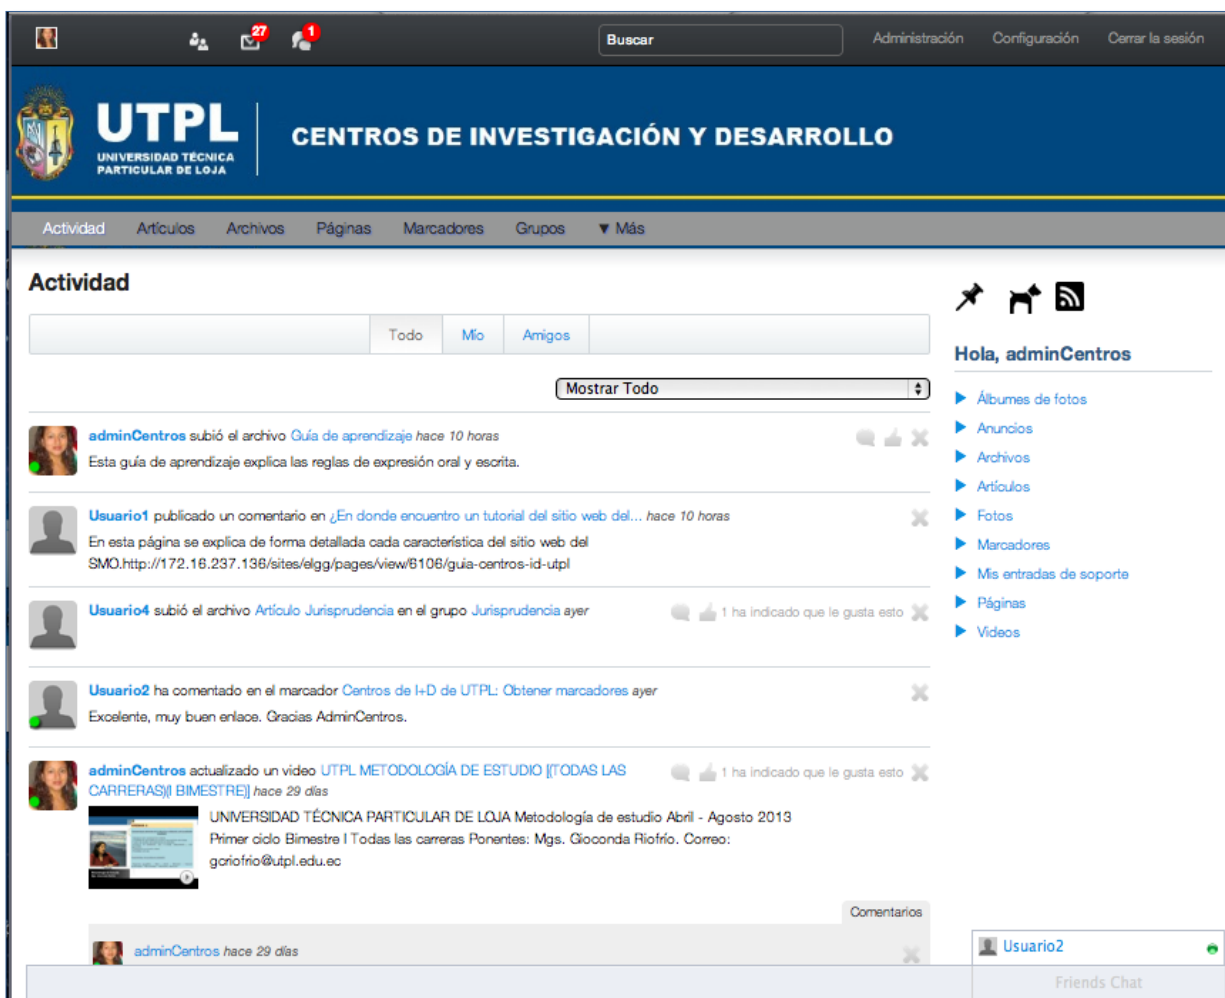 27
1
Buscar
Administración Configuración Cerrar la sesión
UTPL
UNIVERSIDAD TÉCNICA
PARTICULAR DE LOJA
CENTROS DE INVESTIGACIÓN Y DESARROLLO
Actividad Artículos Archivos Páginas Marcadores Grupos ▼ Más
Actividad
Todo Mío Amigos
Mostrar Todo
adminCentros subió el archivo Guía de aprendizaje hace 10 horas
Esta guía de aprendizaje explica las reglas de expresión oral y escrita.
Usuario1 publicado un comentario en ¿En donde encuentro un tutorial del sitio web del... hace 10 horas
En esta página se explica de forma detallada cada característica del sitio web del
SMO.http://172.16.237.136/sites/elgg/pages/view/6106/guia-centros-id-utpl
Usuario4 subió el archivo Artículo Jurisprudencia en el grupo Jurisprudencia ayer
1 ha indicado que le gusta esto
Usuario2 ha comentado en el marcador Centros de I+D de UTPL: Obtener marcadores ayer
Excelente, muy buen enlace. Gracias AdminCentros.
adminCentros actualizado un video UTPL METODOLOGÍA DE ESTUDIO [(TODAS LAS
CARRERAS)(I BIMESTRE)] hace 29 días
1 ha indicado que le gusta esto
UNIVERSIDAD TÉCNICA PARTICULAR DE LOJA Metodología de estudio Abril - Agosto 2013
Primer ciclo Bimestre I Todas las carreras Ponentes: Mgs. Gioconda Riofrío. Correo:
gcriofrio@utpl.edu.ec
Comentarios
adminCentros hace 29 días
Hola, adminCentros
Álbumes de fotos
Anuncios
Archivos
Artículos
Fotos
Marcadores
Mis entradas de soporte
Páginas
Videos
Usuario2
Friends Chat